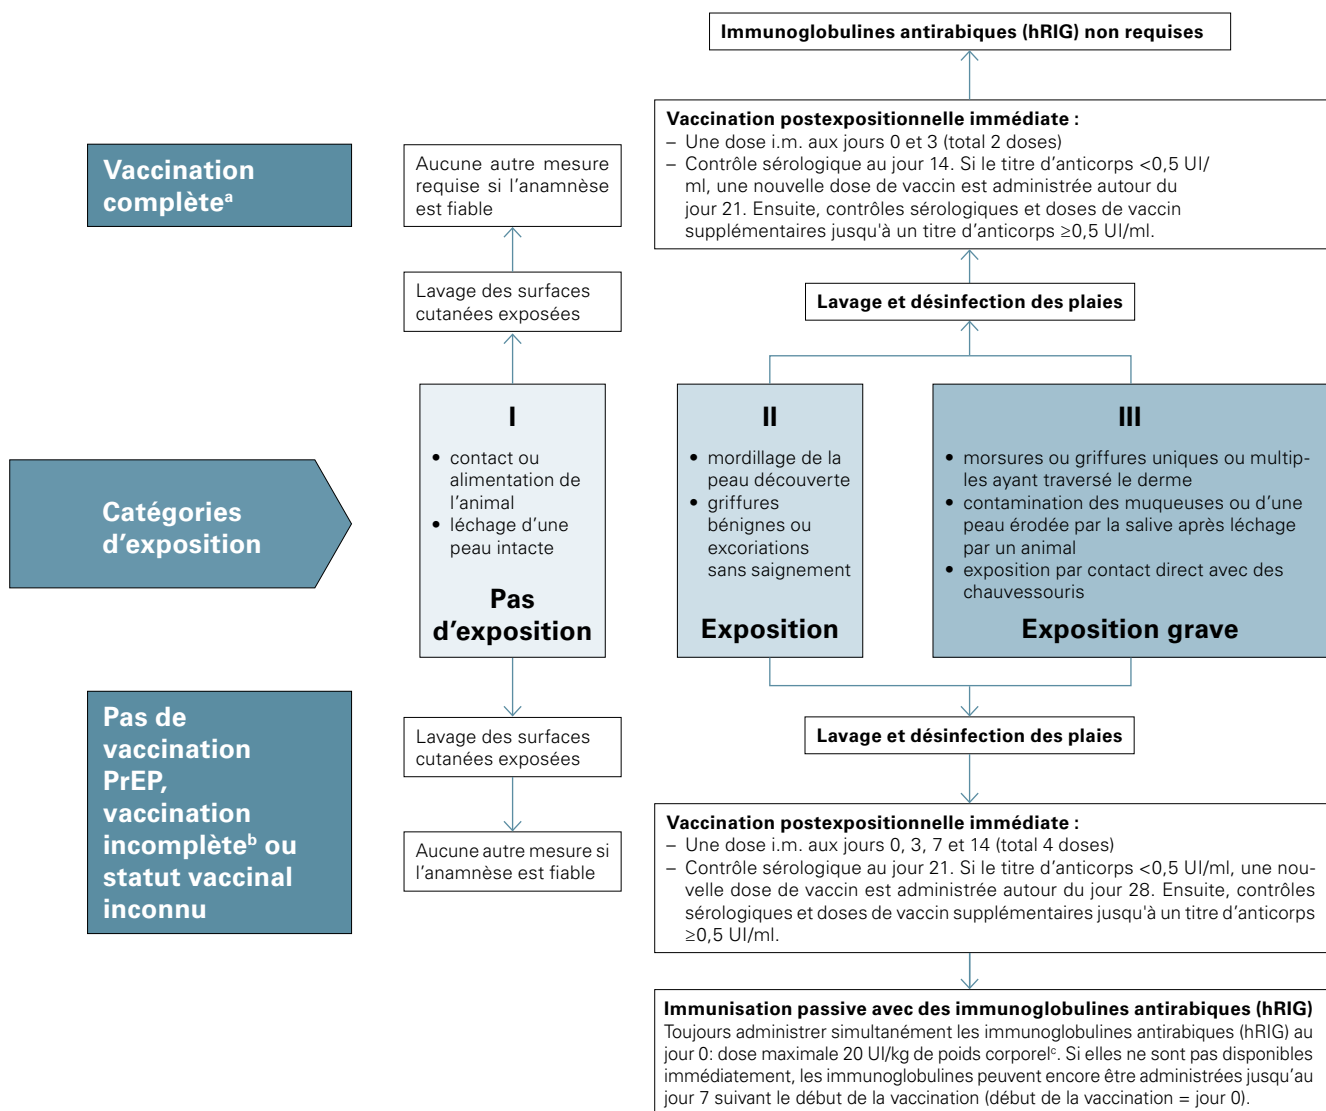 Immunoglobulines antirabiques (hRIG) non requises
Vaccination
complèteᵃ
Aucune autre mesure
requise si l'anamnèse
est fiable
Vaccination postexpositionnelle immédiate :
– Une dose i.m. aux jours 0 et 3 (total 2 doses)
– Contrôle sérologique au jour 14. Si le titre d'anticorps <0,5 UI/
ml, une nouvelle dose de vaccin est administrée autour du
jour 21. Ensuite, contrôles sérologiques et doses de vaccin
supplémentaires jusqu'à un titre d'anticorps ≥0,5 UI/ml.
Lavage des surfaces
cutanées exposées
Lavage et désinfection des plaies
Catégories
d'exposition
I
• contact ou
alimentation de
l'animal
• léchage d'une
peau intacte
Pas
d'exposition
II
• mordillage de la
peau découverte
• griffures
bénignes ou
excoriations
sans saignement
Exposition
III
• morsures ou griffures uniques ou multip-
les ayant traversé le derme
• contamination des muqueuses ou d'une
peau érodée par la salive après léchage
par un animal
• exposition par contact direct avec des
chauvessouris
Exposition grave
Pas de
vaccination
PrEP,
vaccination
incomplèteᵇ ou
statut vaccinal
inconnu
Lavage des surfaces
cutanées exposées
Aucune autre mesure si
l'anamnèse est fiable
Lavage et désinfection des plaies
Vaccination postexpositionnelle immédiate :
– Une dose i.m. aux jours 0, 3, 7 et 14 (total 4 doses)
– Contrôle sérologique au jour 21. Si le titre d'anticorps <0,5 UI/ml, une nou-
velle dose de vaccin est administrée autour du jour 28. Ensuite, contrôles
sérologiques et doses de vaccin supplémentaires jusqu'à un titre d'anticorps
≥0,5 UI/ml.
Immunisation passive avec des immunoglobulines antirabiques (hRIG)
Toujours administrer simultanément les immunoglobulines antirabiques (hRIG) au
jour 0: dose maximale 20 UI/kg de poids corporelᶜ. Si elles ne sont pas disponibles
immédiatement, les immunoglobulines peuvent encore être administrées jusqu'au
jour 7 suivant le début de la vaccination (début de la vaccination = jour 0).